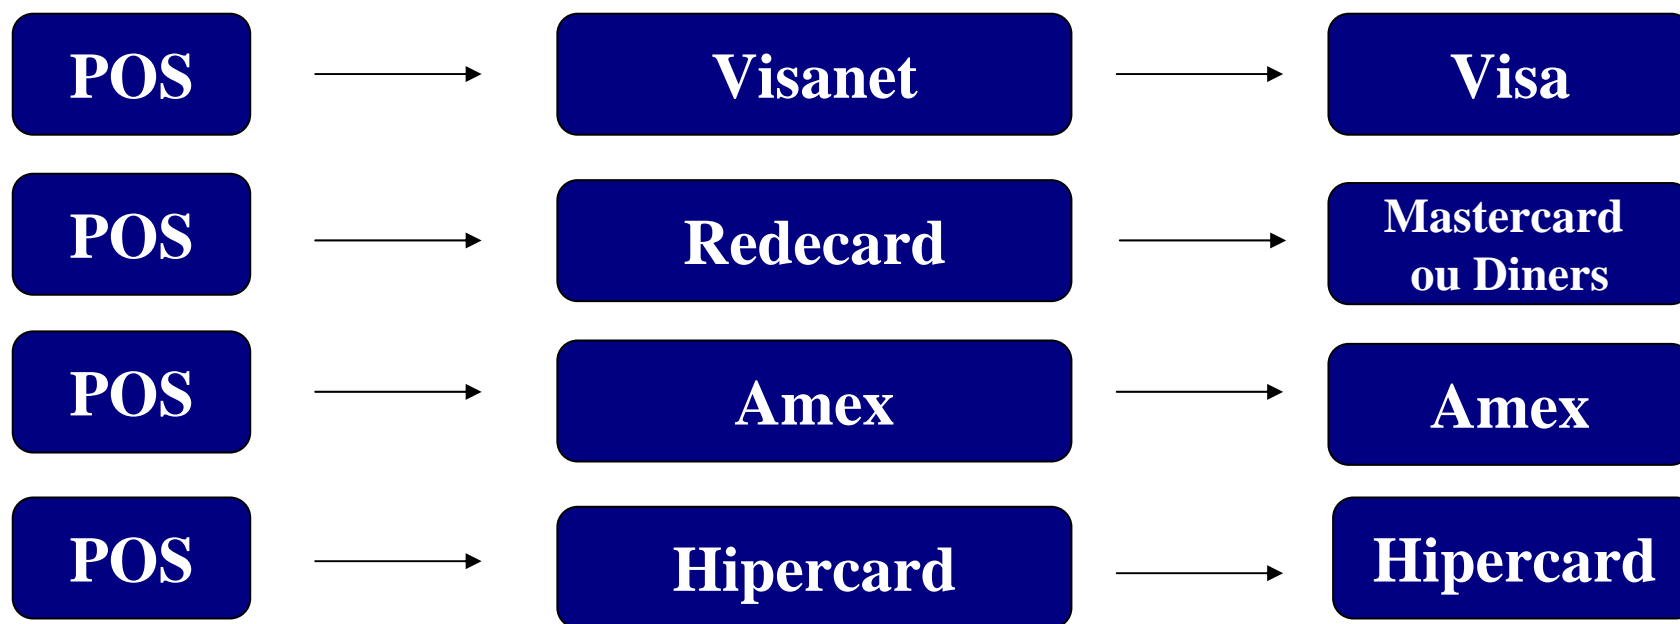 POS
Visanet
Visa
POS
Redecard
Mastercard
ou Diners
POS
Amex
Amex
POS
Hipercard
Hipercard